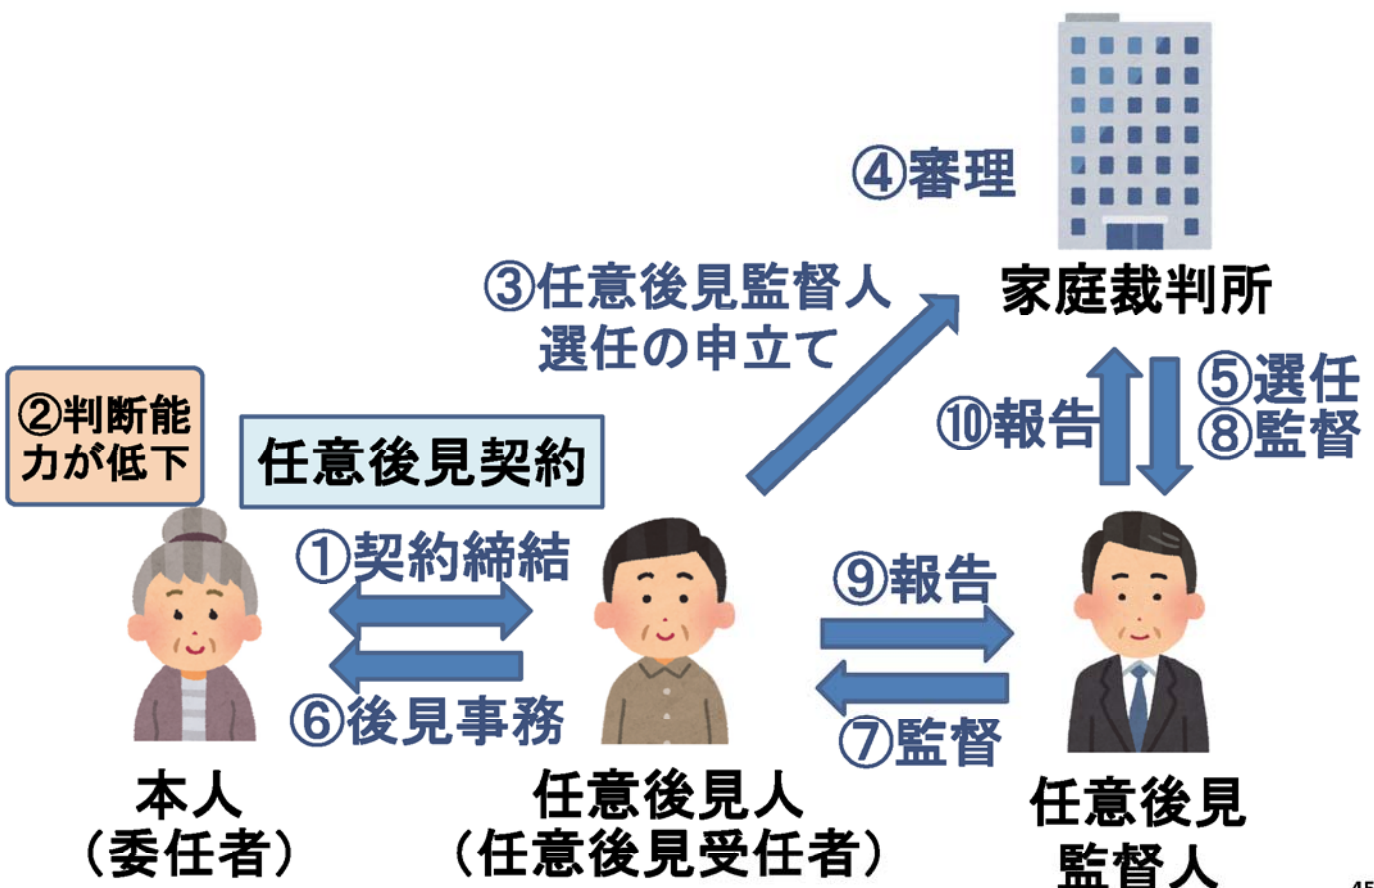 ④審理
家庭裁判所
③任意後見監督人
選任の申立て
⑤選任
⑧監督
⑩報告
②判断能
力が低下
任意後見契約
①契約締結
⑥後見事務
⑨報告
⑦監督
本人
（委任者）
任意後見人
（任意後見受任者）
任意後見
監督人
45